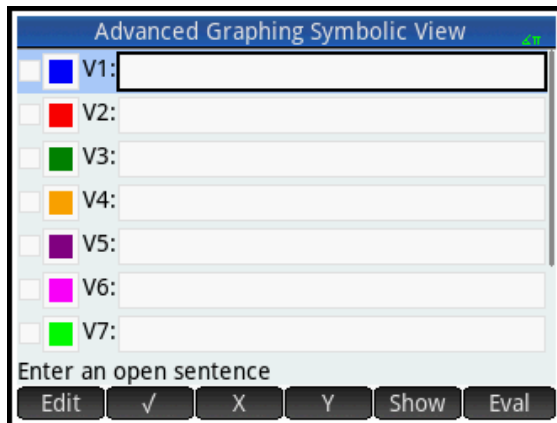 Advanced Graphing Symbolic View ∠π
V1:
V2:
V3:
V4:
V5:
V6:
V7:
Enter an open sentence
Edit √ X Y Show Eval